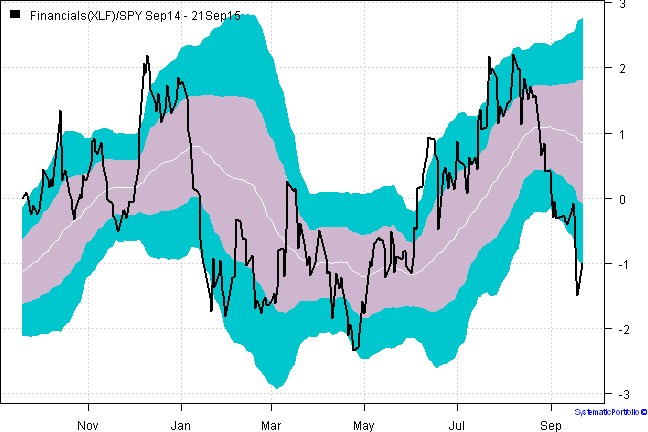 Financials(XLF)/SPY Sep14 - 21Sep15
3
2
1
0
-1
-2
-3
Nov Jan Mar May Jul Sep
SystematicPortfolio ©